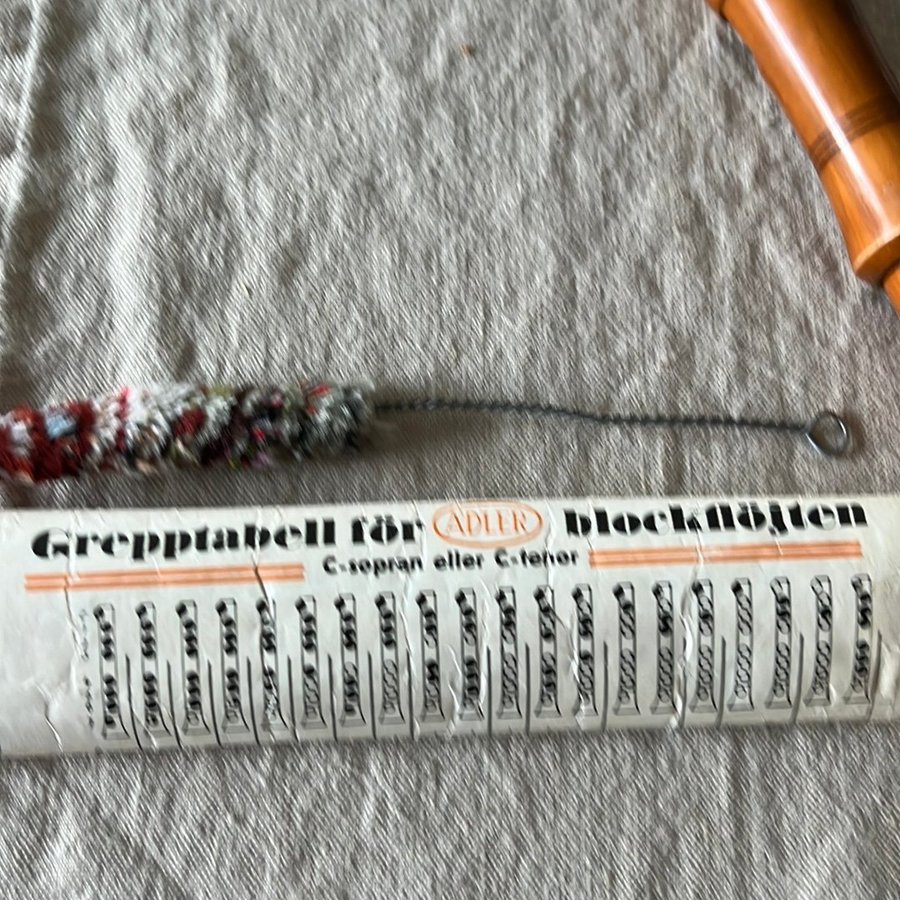 Grepptabell för ADLER blockflöjten
C-sopran eller C-tenor